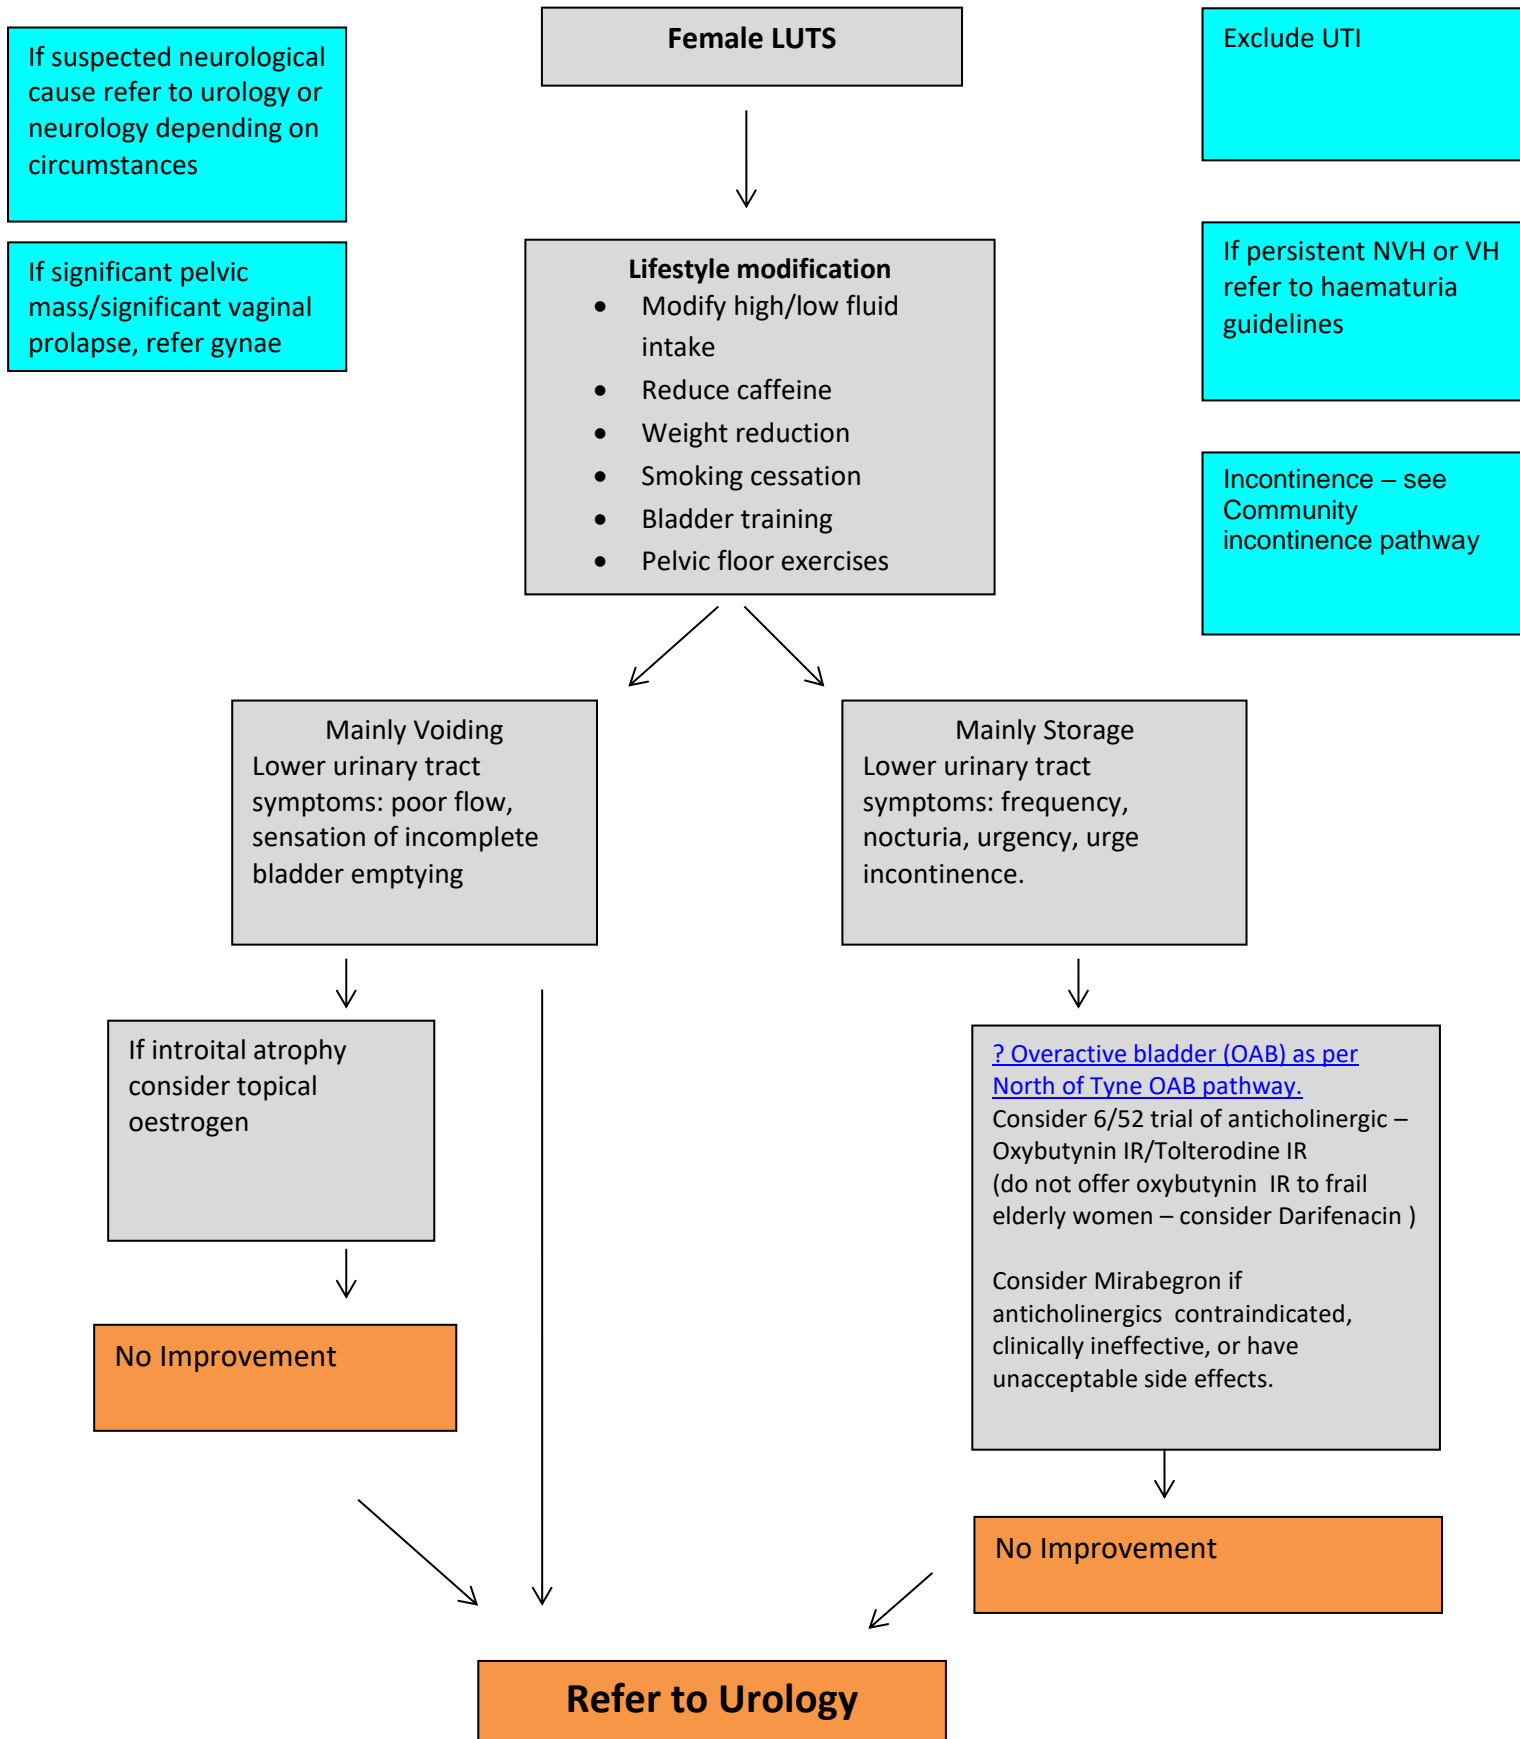 Female LUTS
If suspected neurological
cause refer to urology or
neurology depending on
circumstances
If significant pelvic
mass/significant vaginal
prolapse, refer gynae
Exclude UTI
If persistent NVH or VH
refer to haematuria
guidelines
Incontinence – see
Community
incontinence pathway
Lifestyle modification
• Modify high/low fluid
intake
• Reduce caffeine
• Weight reduction
• Smoking cessation
• Bladder training
• Pelvic floor exercises
Mainly Voiding
Lower urinary tract
symptoms: poor flow,
sensation of incomplete
bladder emptying
Mainly Storage
Lower urinary tract
symptoms: frequency,
nocturia, urgency, urge
incontinence.
If introital atrophy
consider topical
oestrogen
? Overactive bladder (OAB) as per
North of Tyne OAB pathway.
Consider 6/52 trial of anticholinergic –
Oxybutynin IR/Tolterodine IR
(do not offer oxybutynin  IR to frail
elderly women – consider Darifenacin )
Consider Mirabegron if
anticholinergics  contraindicated,
clinically ineffective, or have
unacceptable side effects.
No Improvement
No Improvement
Refer to Urology